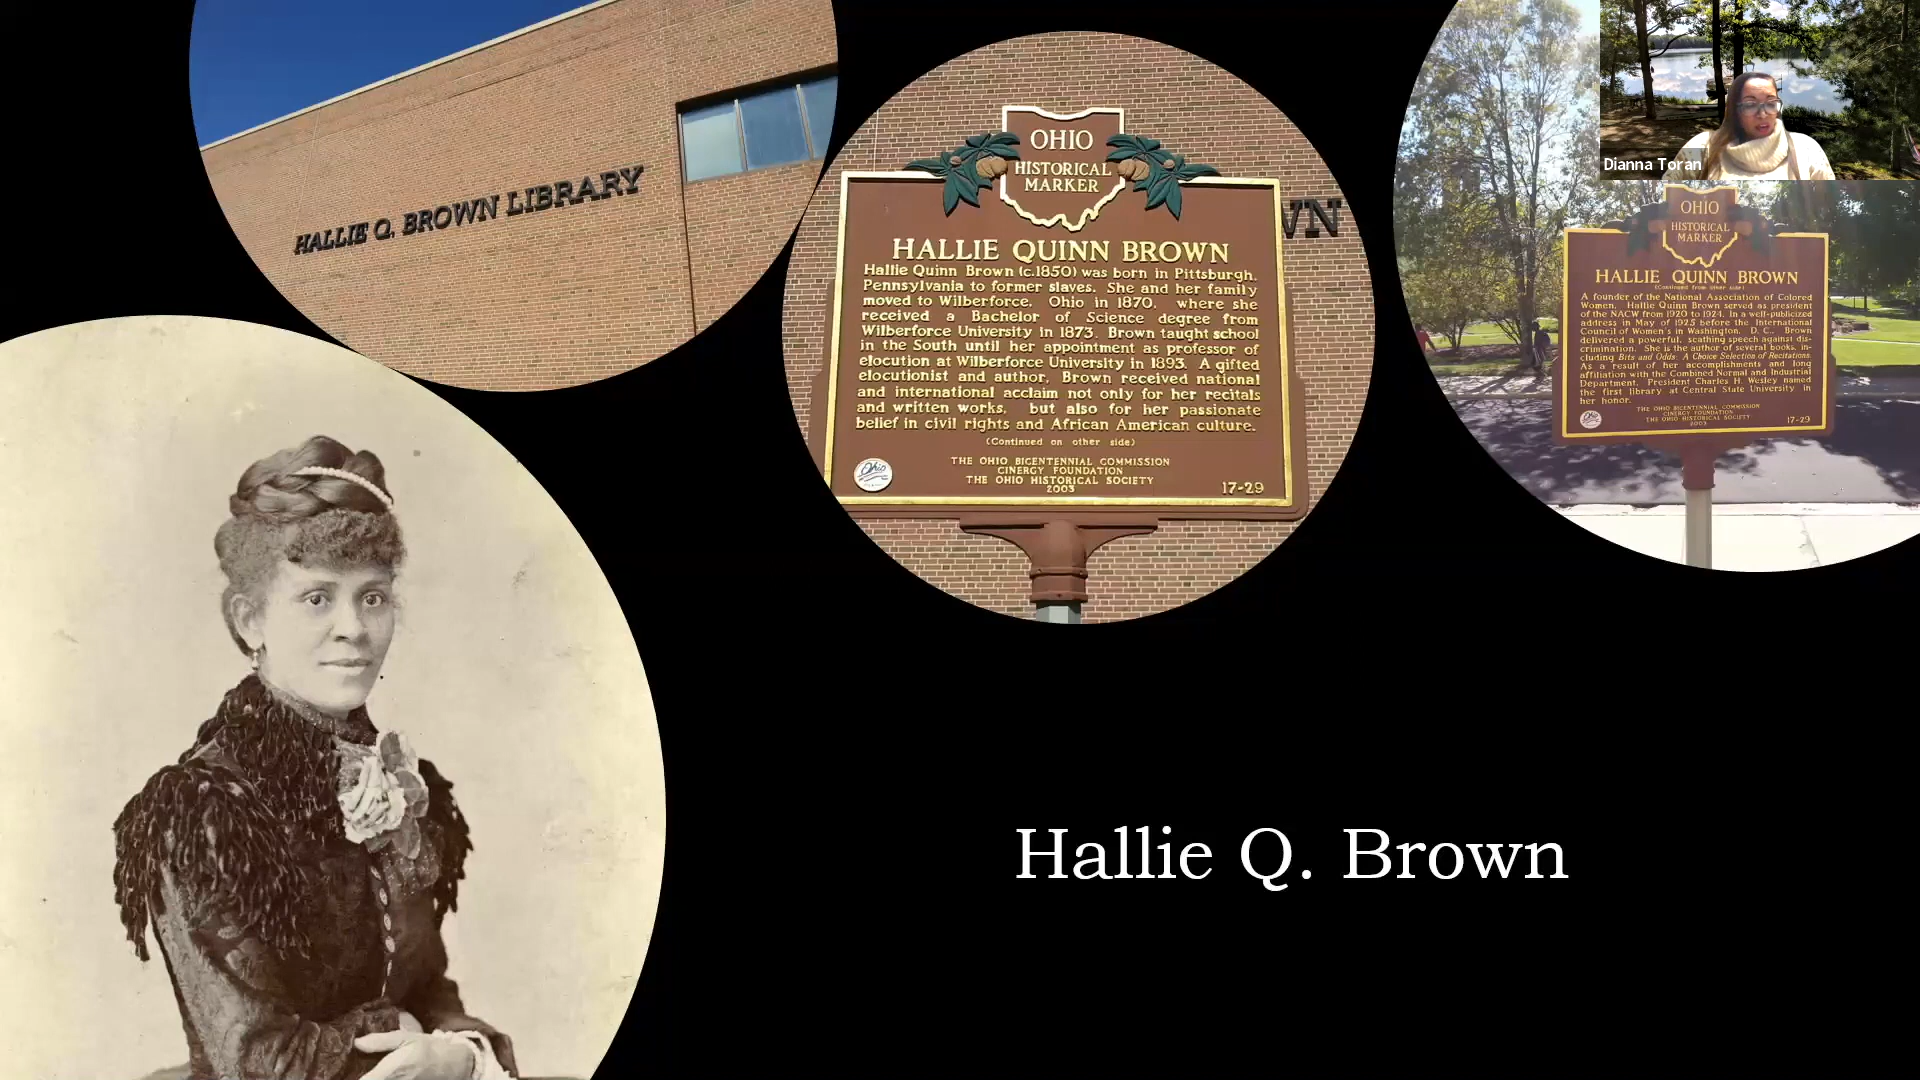 HALLIE Q. BROWN LIBRARY
OHIO
HISTORICAL
MARKER
HALLIE QUINN BROWN
Hallie Quinn Brown (c.1850) was born in Pittsburgh,
Pennsylvania to former slaves. She and her family
moved to Wilberforce, Ohio in 1870, where she
received a Bachelor of Science degree from
Wilberforce University in 1873. Brown taught school
in the South until her appointment as professor of
elocution at Wilberforce University in 1893. A gifted
elocutionist and author, Brown received national
and international acclaim not only for her recitals
and written works, but also for her passionate
belief in civil rights and African American culture.
(Continued on other side)
THE OHIO BICENTENNIAL COMMISSION
CINERGY FOUNDATION
THE OHIO HISTORICAL SOCIETY
2003
17-29
Ohio
WN
Dianna Toran
OHIO
HISTORICAL
MARKER
HALLIE QUINN BROWN
(Continued from other side)
A founder of the National Association of Colored
Women, Hallie Quinn Brown served as president
of the NACW from 1920 to 1924. In a well-publicized
address in May of 1925 before the International
Council of Women's in Washington, D.C., Brown
delivered a powerful, scathing speech against dis-
crimination. She is the author of several books, in-
cluding Bits and Odds: A Choice Selection of Recitations.
As a result of her accomplishments and long
affiliation with the Combined Normal and Industrial
Department, President Charles H. Wesley named
the first library at Central State University in
her honor.
THE OHIO BICENTENNIAL COMMISSION
CINERGY FOUNDATION
THE OHIO HISTORICAL SOCIETY
2003
17-29
Hallie Q. Brown